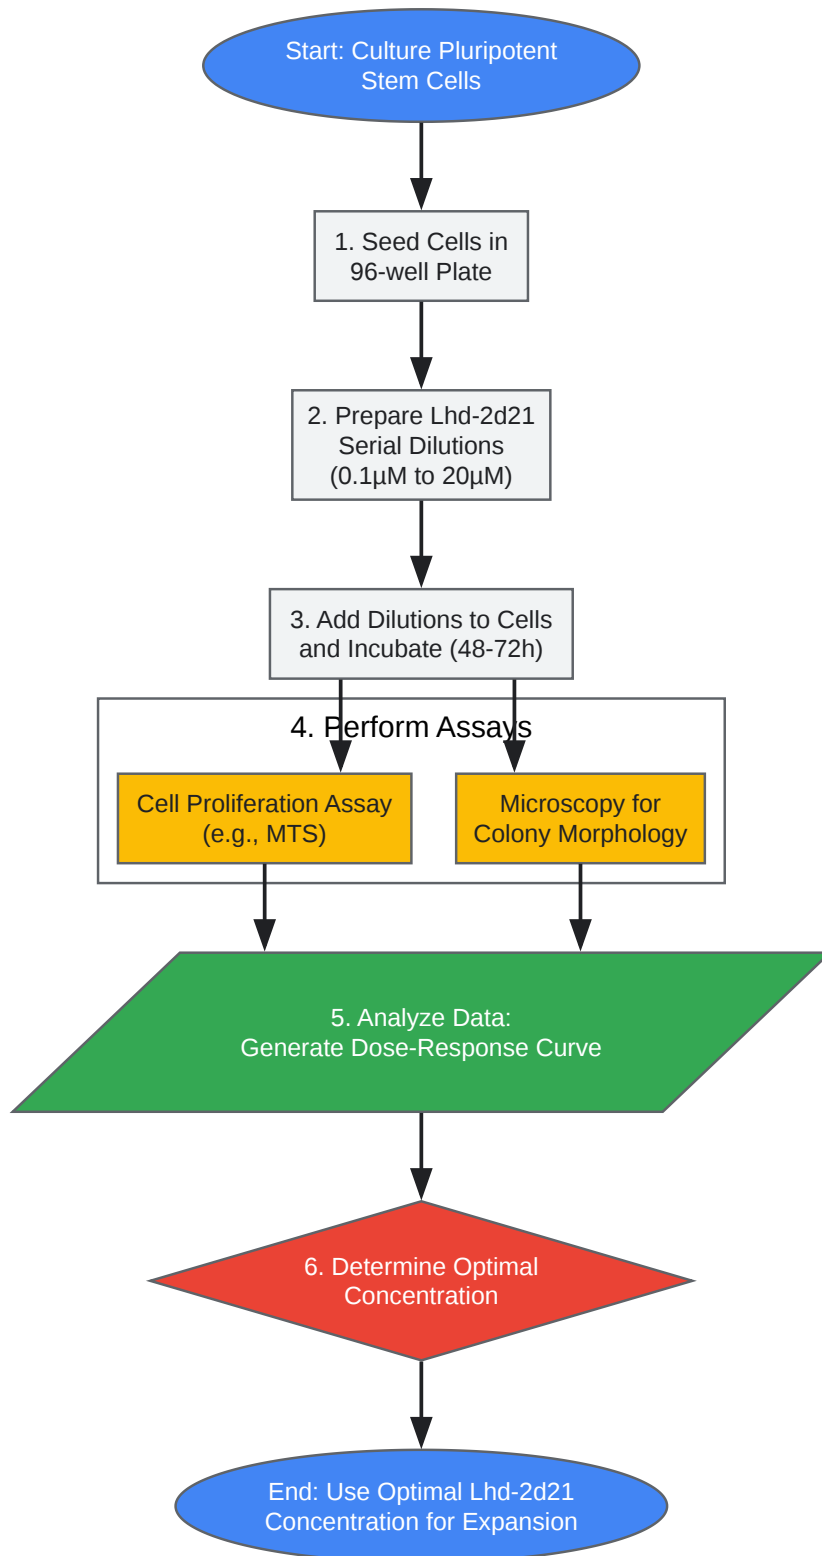 Start: Culture Pluripotent
Stem Cells
1. Seed Cells in
96-well Plate
2. Prepare Lhd-2d21
Serial Dilutions
(0.1µM to 20µM)
3. Add Dilutions to Cells
and Incubate (48-72h)
4. Perform Assays
Cell Proliferation Assay
(e.g., MTS)
Microscopy for
Colony Morphology
5. Analyze Data:
Generate Dose-Response Curve
6. Determine Optimal
Concentration
End: Use Optimal Lhd-2d21
Concentration for Expansion